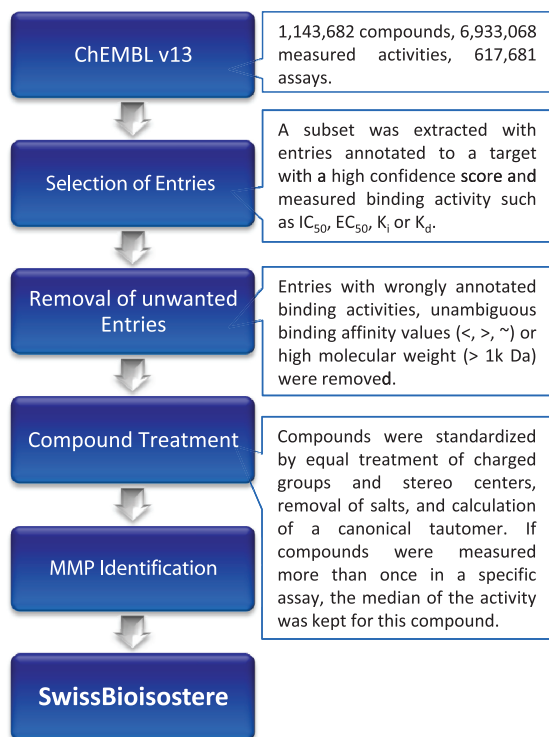 ChEMBL v13
1,143,682 compounds, 6,933,068
measured activities, 617,681
assays.
Selection of Entries
A subset was extracted with
entries annotated to a target
with a high confidence score and
measured binding activity such
as IC₅₀, EC₅₀, Kᵢ or K_d.
Removal of unwanted
Entries
Entries with wrongly annotated
binding activities, unambiguous
binding affinity values (<, >, ~) or
high molecular weight (> 1k Da)
were removed.
Compound Treatment
Compounds were standardized
by equal treatment of charged
groups and stereo centers,
removal of salts, and calculation
of a canonical tautomer. If
compounds were measured
more than once in a specific
assay, the median of the activity
was kept for this compound.
MMP Identification
SwissBioisostere